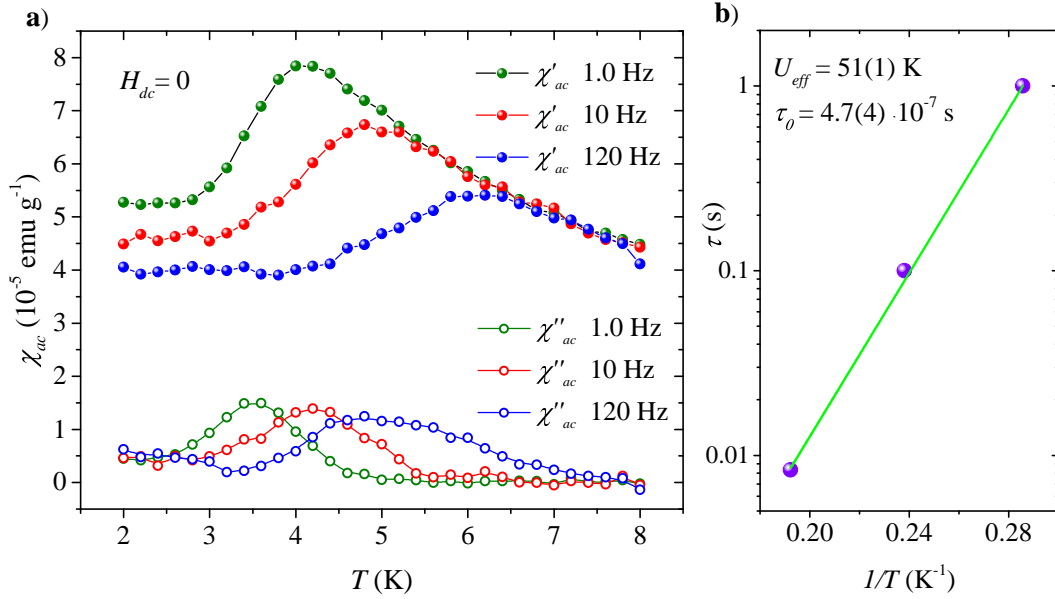 a)
H_dc = 0
χ'_ac 1.0 Hz
χ'_ac 10 Hz
χ'_ac 120 Hz
χ''_ac 1.0 Hz
χ''_ac 10 Hz
χ''_ac 120 Hz
χ_ac (10^-5 emu g^-1)
8
7
6
5
4
3
2
1
0
2 3 4 5 6 7 8
T (K)
b)
U_eff = 51(1) K
τ_0 = 4.7(4) ·10^-7 s
τ (s)
1
0.1
0.01
0.20 0.24 0.28
1/T (K^-1)